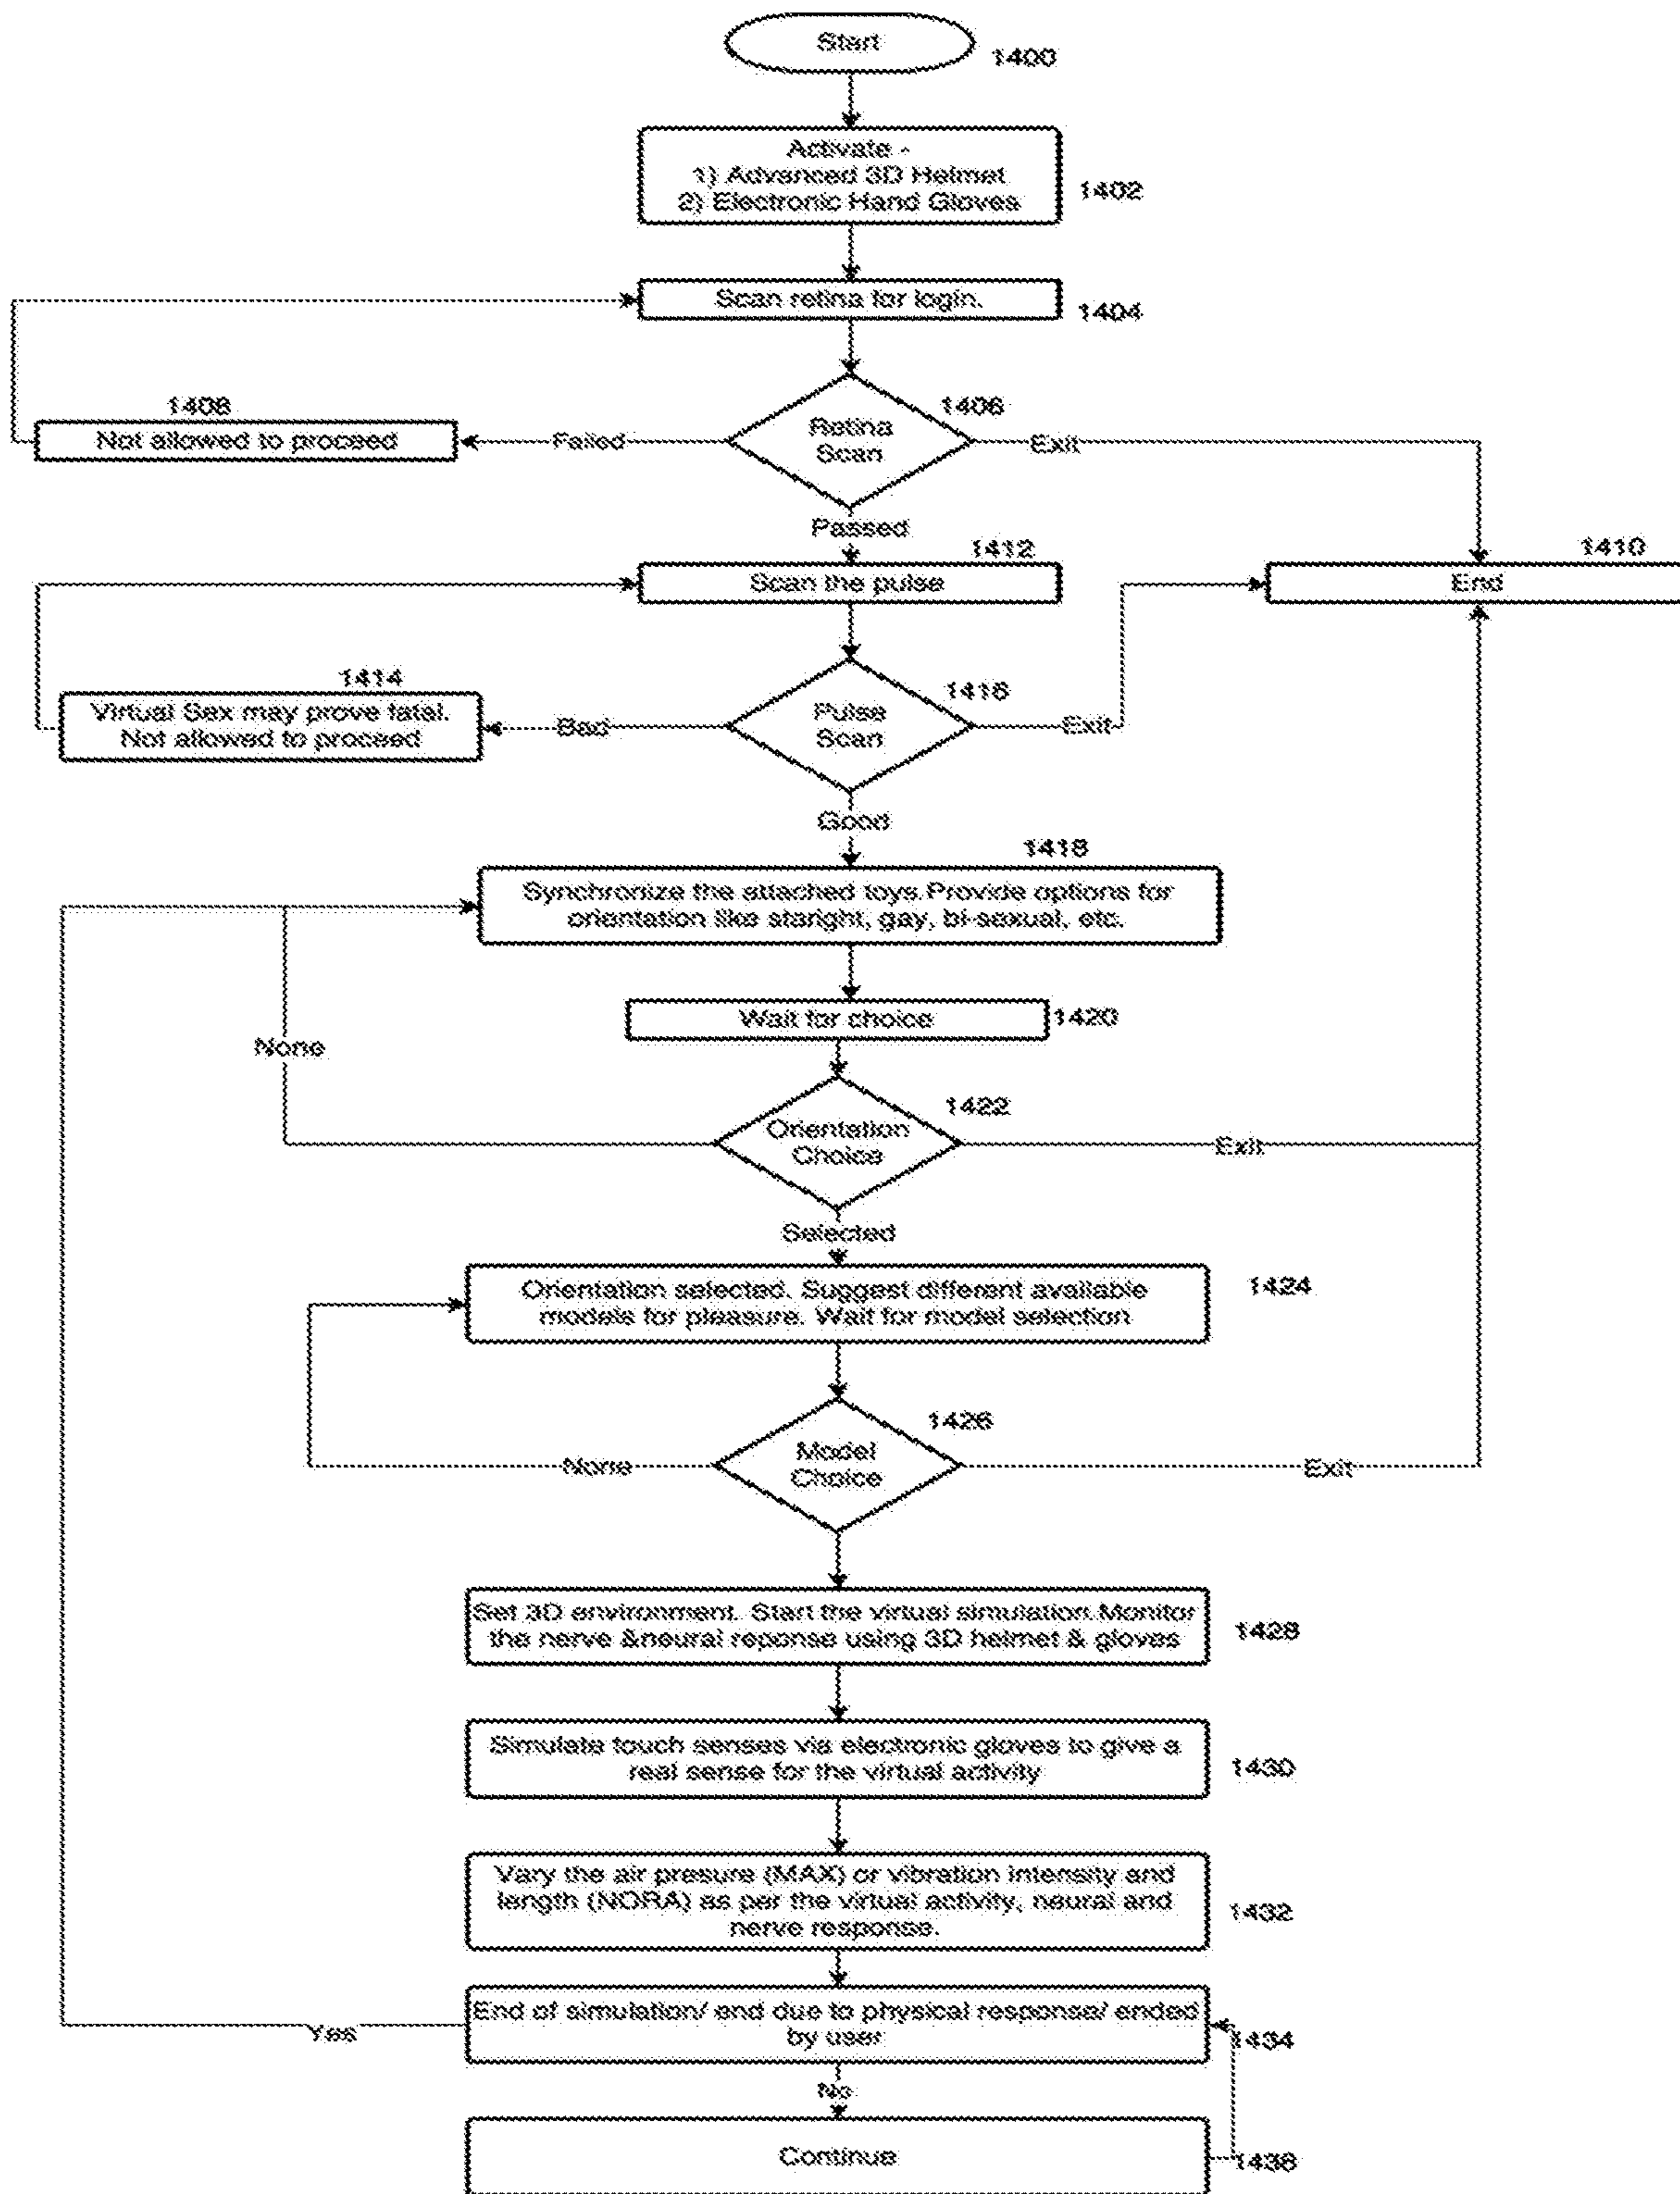 Start
1400
Activate -
1) Advanced 3D Helmet
2) Electronic Hand Gloves
1402
Scan retina for login.
1404
1408
Not allowed to proceed
Failed
Retina
Scan
1406
Exit
Passed
1412
Scan the pulse
1410
End
1414
Virtual Sex may prove fatal.
Not allowed to proceed
Bad
Pulse
Scan
1416
Exit
Good
1418
Synchronize the attached toys.Provide options for
orientation like staright, gay, bi-sexual, etc.
Wait for choice
1420
None
Orientation
Choice
1422
Exit
Selected
Orientation selected. Suggest different available
models for pleasure. Wait for model selection
1424
None
Model
Choice
1426
Exit
Set 3D environment. Start the virtual simulation.Monitor
the nerve &neural reponse using 3D helmet & gloves
1428
Simulate touch senses via electronic gloves to give a
real sense for the virtual activity
1430
Vary the air presure (MAX) or vibration intensity and
length (NORA) as per the virtual activity, neural and
nerve response.
1432
End of simulation/ end due to physical response/ ended
by user
1434
Yes
No
Continue
1436